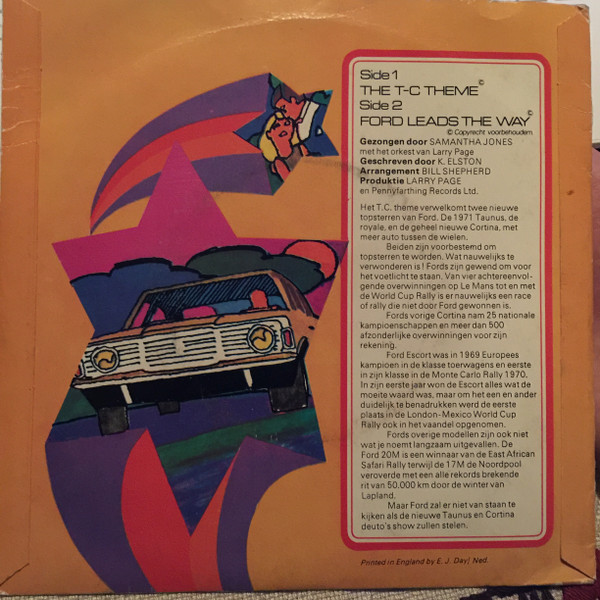 Side 1
THE T-C THEME ©
Side 2
FORD LEADS THE WAY ©
© Copyrecht voorbehouden.
Gezongen door SAMANTHA JONES
met het orkest van Larry Page
Geschreven door K. ELSTON
Arrangement BILL SHEPHERD
Produktie LARRY PAGE
en Pennyfarthing Records Ltd.
Het T.C. theme verwelkomt twee nieuwe
topsterren van Ford. De 1971 Taunus, de
royale, en de geheel nieuwe Cortina, met
meer auto tussen de wielen.
Beiden zijn voorbestemd om
topsterren te worden. Wat nauwelijks te
verwonderen is! Fords zijn gewend om voor
het voetlicht te staan. Van vier achtereenvol-
gende overwinningen op Le Mans tot en met
de World Cup Rally is er nauwelijks een race
of rally die niet door Ford gewonnen is.
Fords vorige Cortina nam 25 nationale
kampioenschappen en meer dan 500
afzonderlijke overwinningen voor zijn
rekening.
Ford Escort was in 1969 Europees
kampioen in de klasse toerwagens en eerste
in zijn klasse in de Monte Carlo Rally 1970.
In zijn eerste jaar won de Escort alles wat de
moeite waard was, maar om het een en ander
duidelijk te benadrukken werd de eerste
plaats in de London-Mexico World Cup
Rally ook in het vaandel opgenomen.
Fords overige modellen zijn ook niet
wat je noemt langzaam uitgevallen. De
Ford 20M is een winnaar van de East African
Safari Rally terwijl de 17M de Noordpool
veroverde met een alle rekords brekende
rit van 50.000 km door de winter van
Lapland.
Maar Ford zal er niet van staan te
kijken als de nieuwe Taunus en Cortina
deuto's show zullen stelen.
Printed in England by E. J. Day/ Ned.